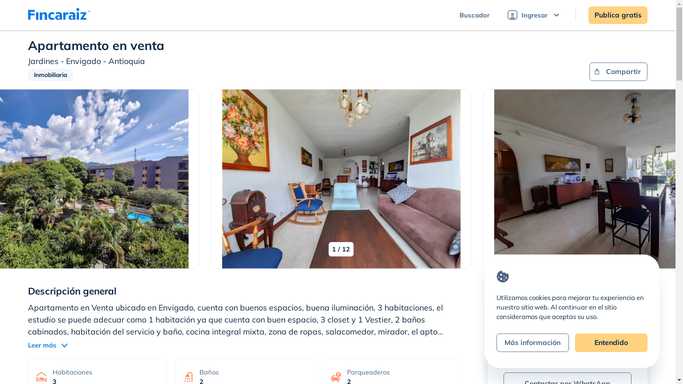 Fincaraiz
Buscador
Ingresar
Publica gratis
Apartamento en venta
Jardines - Envigado - Antioquia
Inmobiliaria
Compartir
1 / 12
Descripción general
Apartamento en Venta ubicado en Envigado, cuenta con buenos espacios, buena iluminación, 3 habitaciones, el
estudio se puede adecuar como 1 habitación ya que cuenta con buen espacio, 3 closet y 1 Vestier, 2 baños
cabinados, habitación del servicio y baño, cocina integral mixta, zona de ropas, salacomedor, mirador, el apto...
Leer más
Habitaciones
3
Baños
2
Parqueaderos
2
Utilizamos cookies para mejorar tu experiencia en
nuestro sitio web. Al continuar en el sitio
consideramos que aceptas su uso.
Más información
Entendido
Contactar por WhatsApp